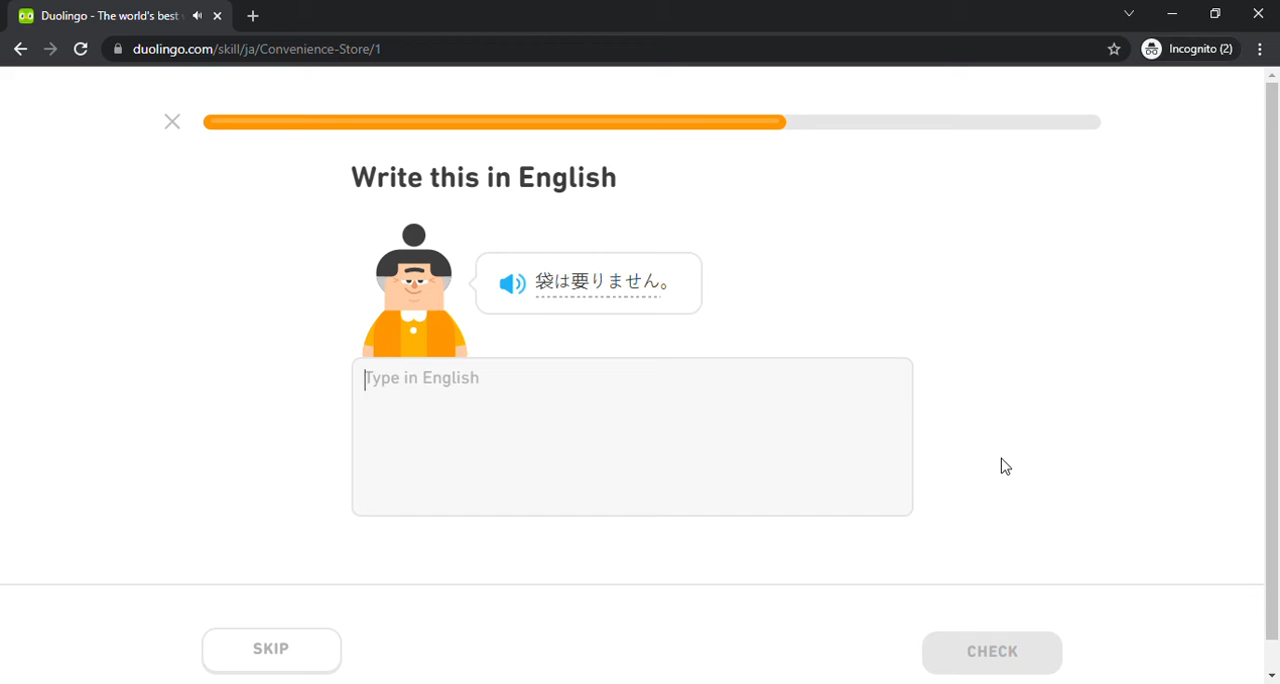 Duolingo - The world's best
duolingo.com/skill/ja/Convenience-Store/1
Incognito (2)
Write this in English
袋は要りません。
Type in English
SKIP
CHECK